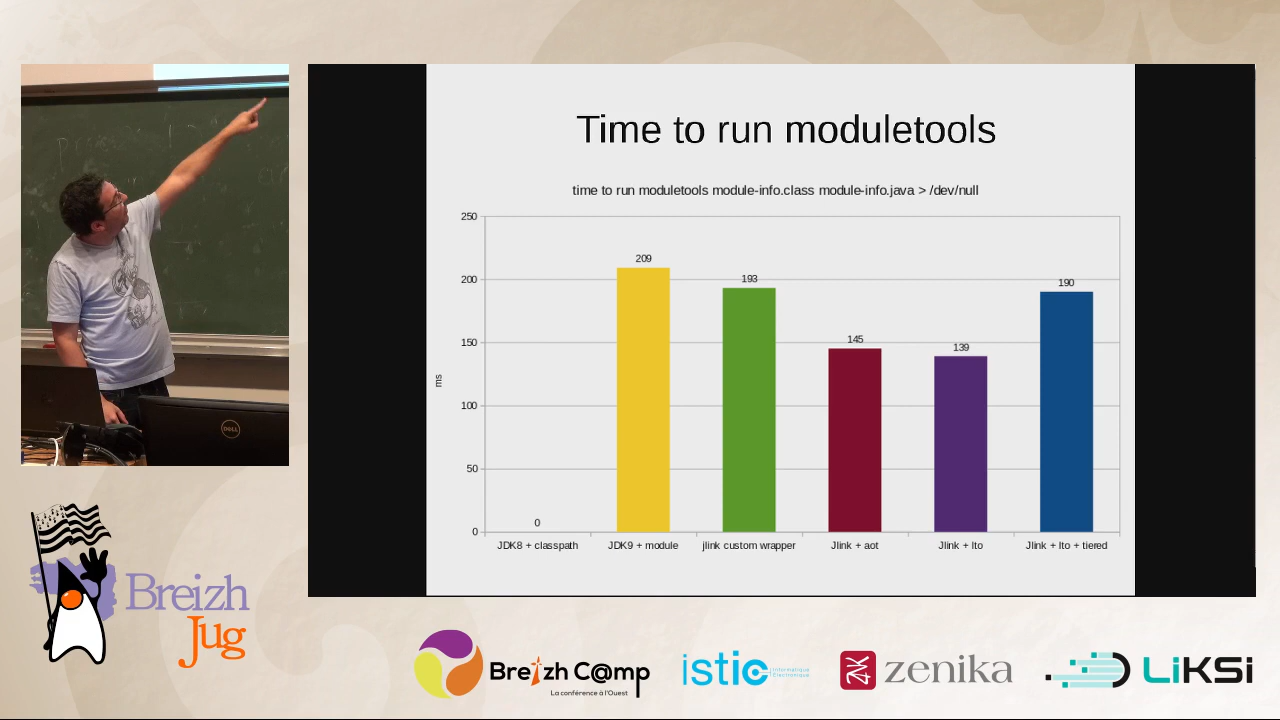 Time to run moduletools
time to run moduletools module-info.class module-info.java > /dev/null
250
200
150
100
50
0
ms
0
209
193
145
139
190
JDK8 + classpath
JDK9 + module
jlink custom wrapper
Jlink + aot
Jlink + lto
Jlink + lto + tiered
DELL
Breizh
Jug
Breizh C@mp
La conférence à l'Ouest
istic
Informatique
Électronique
zenika
LiKSi